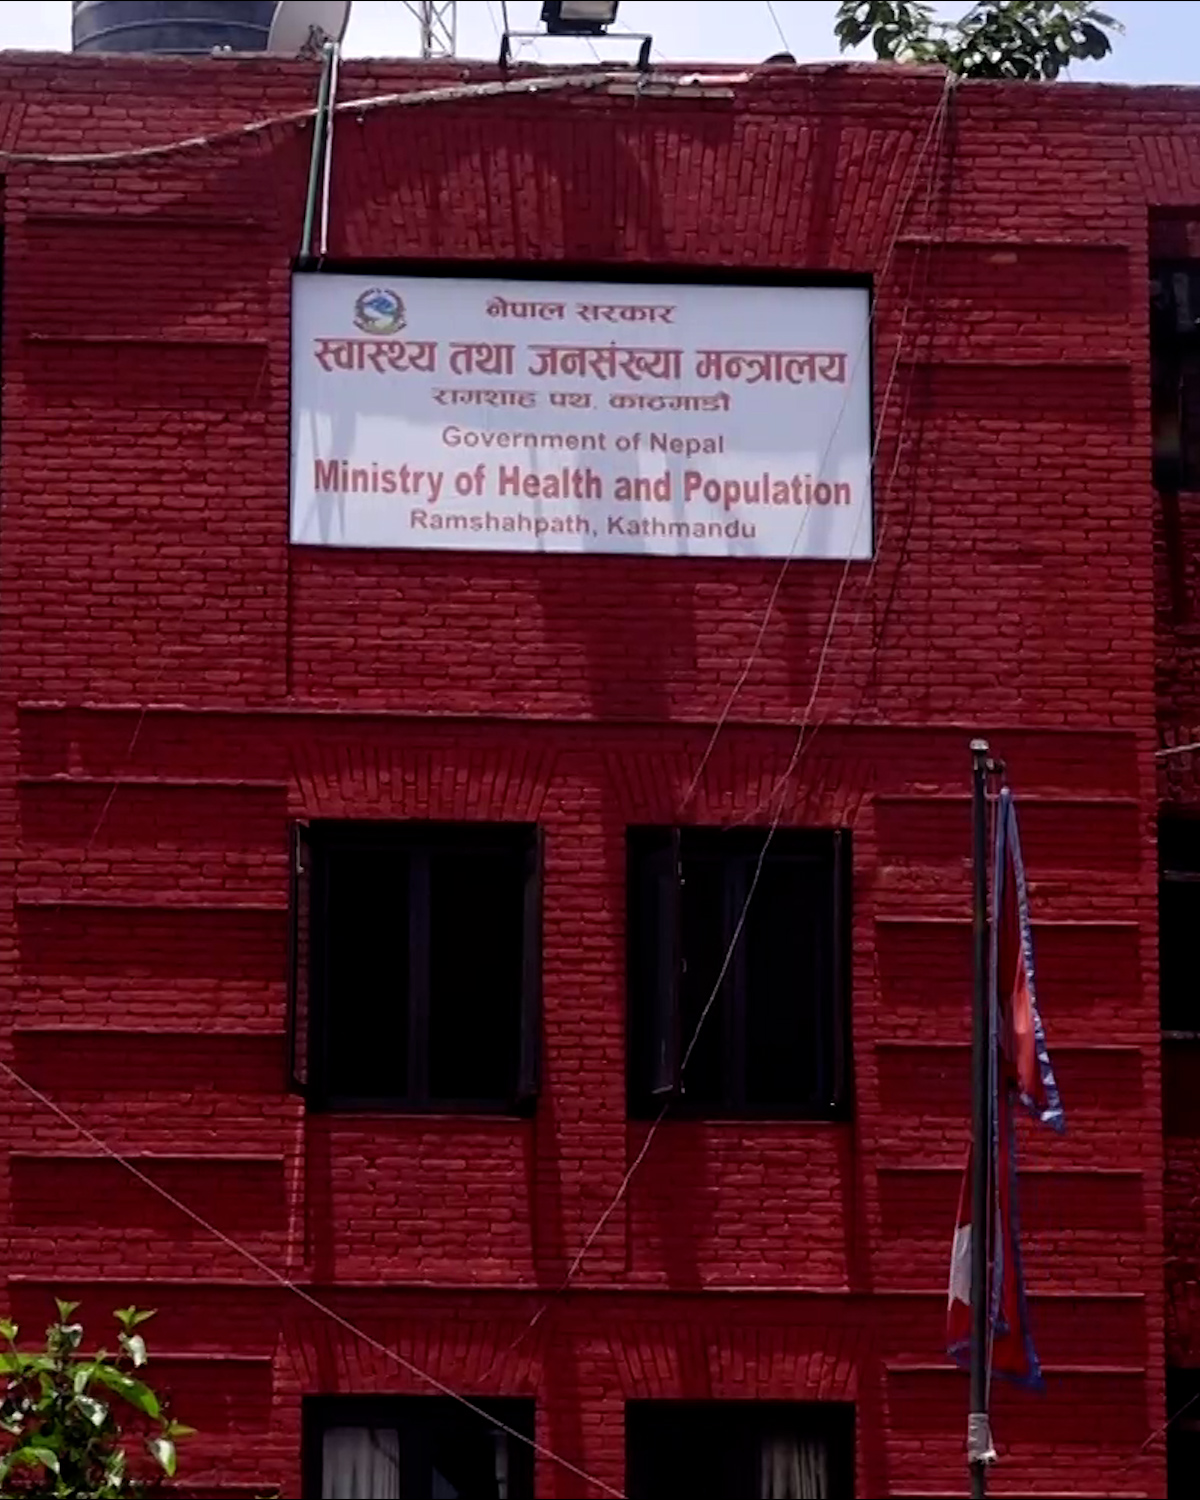 नेपाल सरकार
स्वास्थ्य तथा जनसंख्या मन्त्रालय
रामशाह पथ, काठमाडौं
Government of Nepal
Ministry of Health and Population
Ramshahpath, Kathmandu